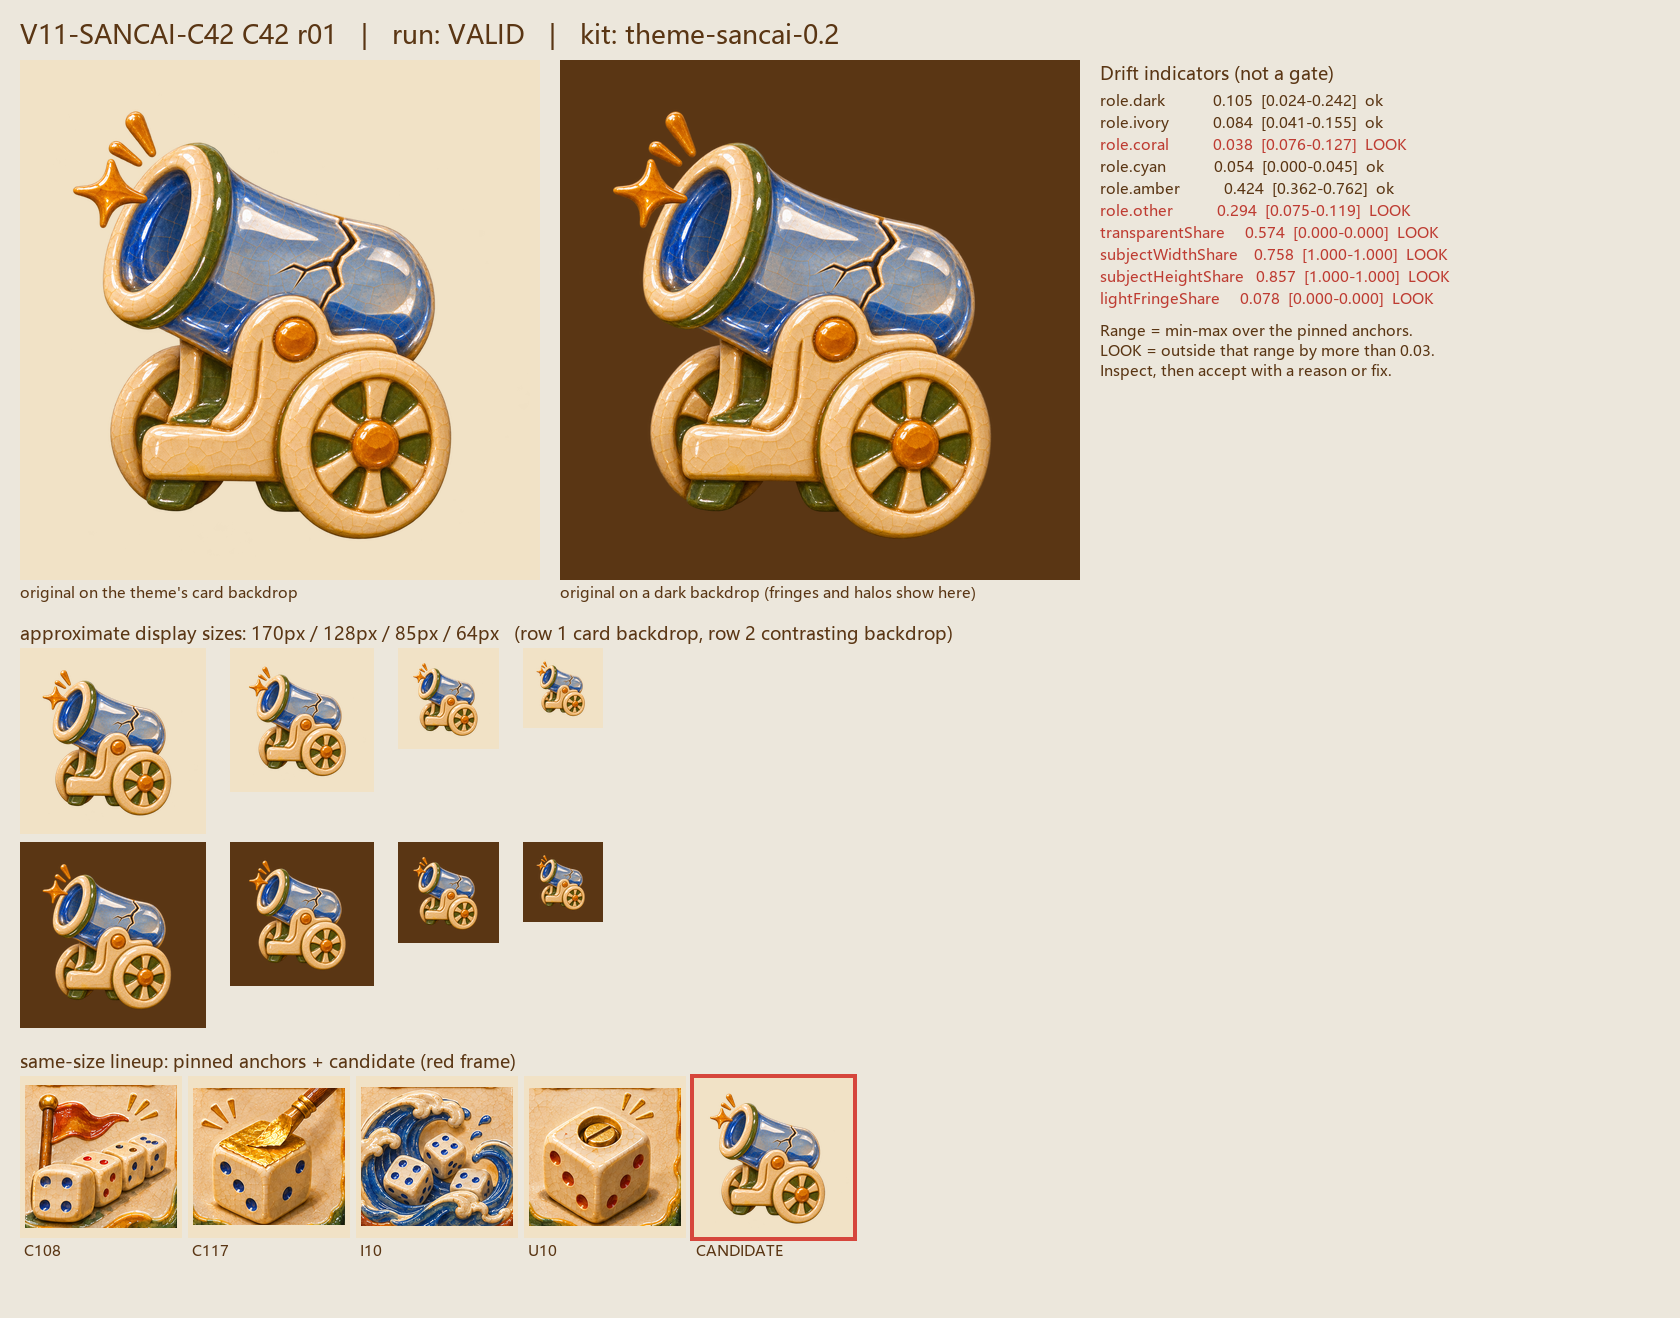 V11-SANCAI-C42 C42 r01 | run: VALID | kit: theme-sancai-0.2
Drift indicators (not a gate)
role.dark 0.105 [0.024-0.242] ok
role.ivory 0.084 [0.041-0.155] ok
role.coral 0.038 [0.076-0.127] LOOK
role.cyan 0.054 [0.000-0.045] ok
role.amber 0.424 [0.362-0.762] ok
role.other 0.294 [0.075-0.119] LOOK
transparentShare 0.574 [0.000-0.000] LOOK
subjectWidthShare 0.758 [1.000-1.000] LOOK
subjectHeightShare 0.857 [1.000-1.000] LOOK
lightFringeShare 0.078 [0.000-0.000] LOOK
Range = min-max over the pinned anchors.
LOOK = outside that range by more than 0.03.
Inspect, then accept with a reason or fix.
original on the theme's card backdrop
original on a dark backdrop (fringes and halos show here)
approximate display sizes: 170px / 128px / 85px / 64px (row 1 card backdrop, row 2 contrasting backdrop)
same-size lineup: pinned anchors + candidate (red frame)
C108
C117
I10
U10
CANDIDATE